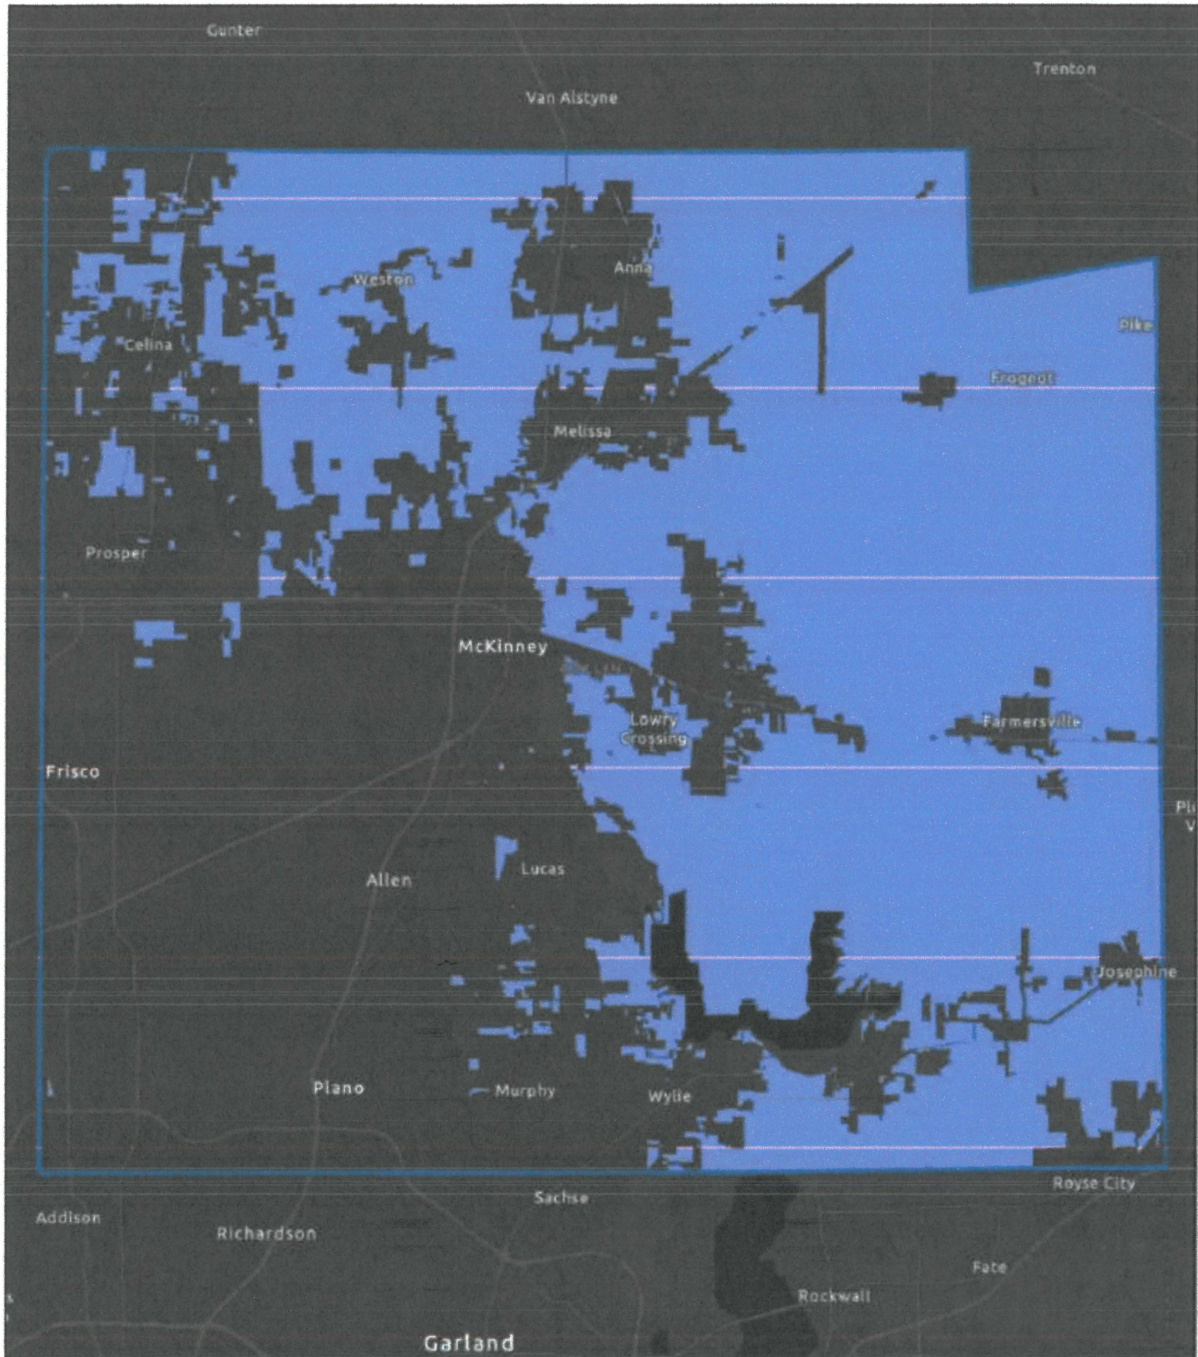 Gunter
Trenton
Van Alstyne
Anna
Weston
Pike
Celina
Frognot
Melissa
Prosper
McKinney
Lowry
Crossing
Farmersville
Frisco
Lucas
Allen
Josephine
Plano
Murphy
Wylie
Royse City
Sachse
Addison
Richardson
Fate
Rockwall
Garland